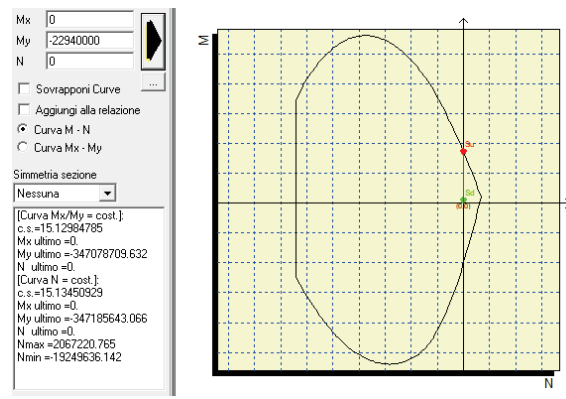 Mx 0
My -22940000
N 0
...
Sovrapponi Curve
Aggiungi alla relazione
Curva M - N
Curva Mx - My
Simmetria sezione
Nessuna
[Curva Mx/My = cost.]:
c.s.=15.12984785
Mx ultimo =0.
My ultimo=-347078709.632
N ultimo =0.
[Curva N = cost.]:
c.s.=15.13450929
Mx ultimo =0.
My ultimo=-347185643.066
N ultimo =0.
Nmax =2067220.765
Nmin =-19249636.142
M
Su
Sd
(0,0)
N